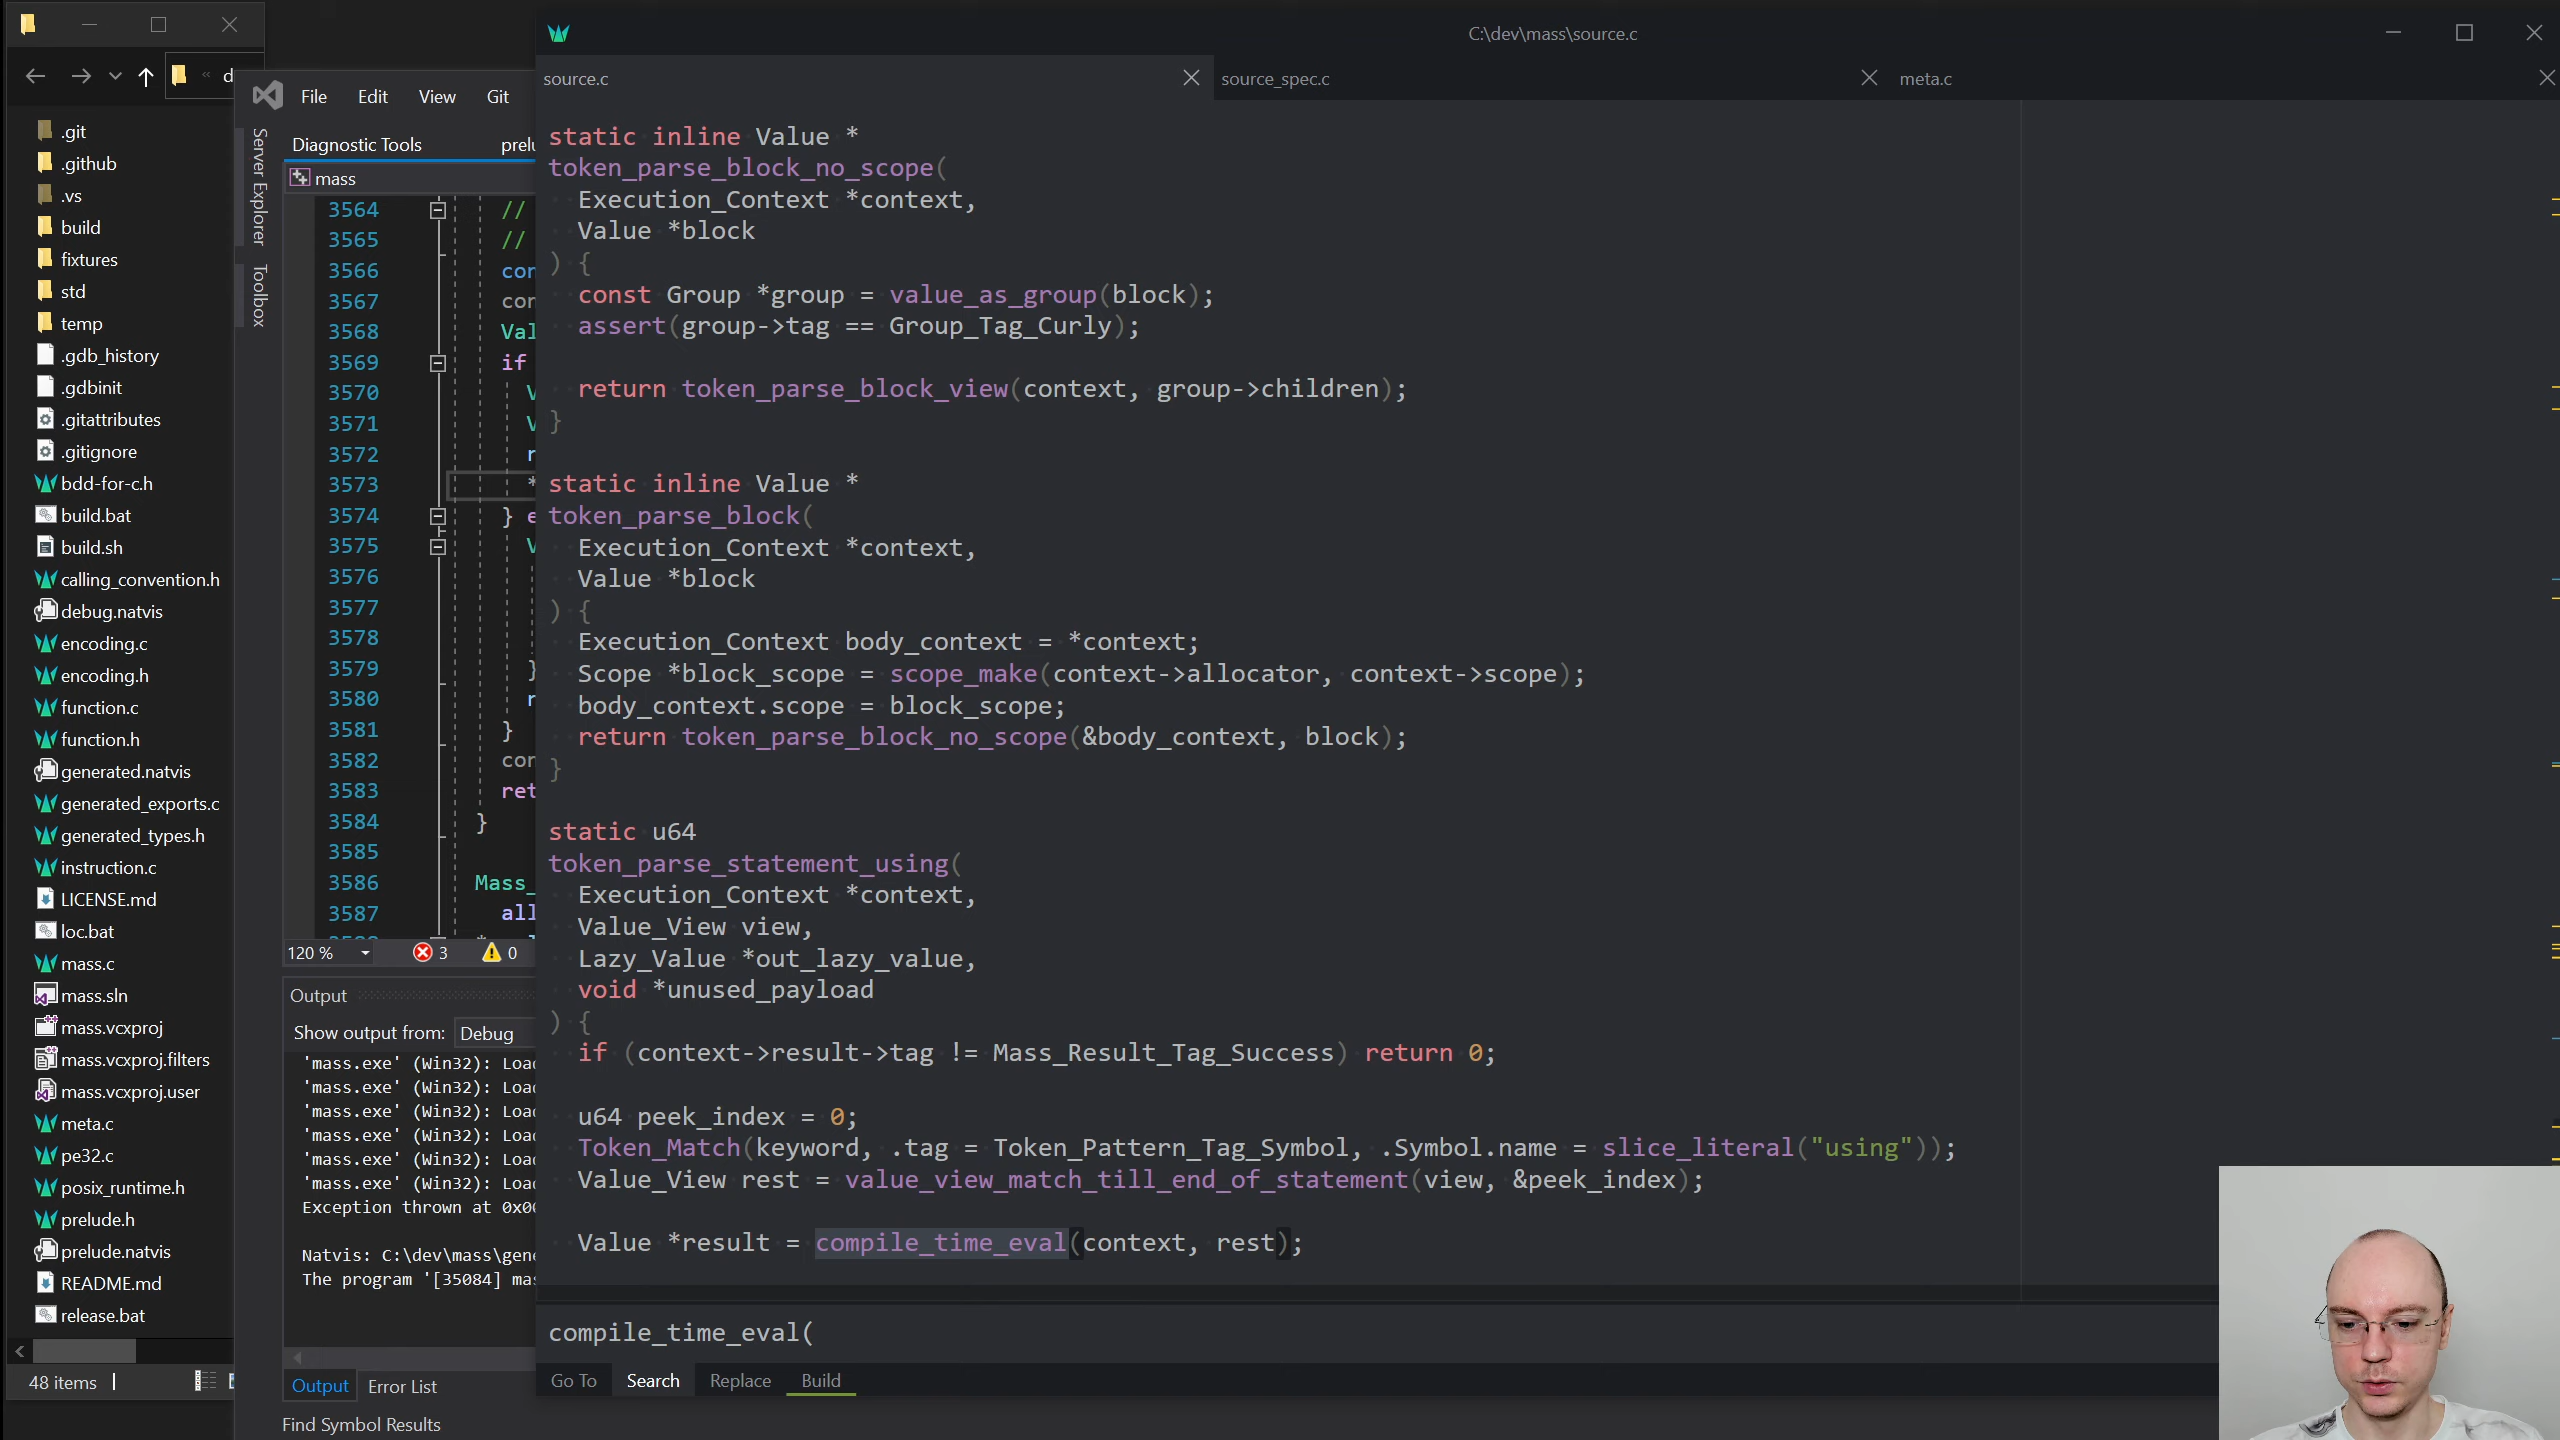 C:\dev\mass\source.c
source.c
source_spec.c
meta.c
d
.git
.github
.vs
build
fixtures
std
temp
.gdb_history
.gdbinit
.gitattributes
.gitignore
bdd-for-c.h
build.bat
build.sh
calling_convention.h
debug.natvis
encoding.c
encoding.h
function.c
function.h
generated.natvis
generated_exports.c
generated_types.h
instruction.c
LICENSE.md
loc.bat
mass.c
mass.sln
mass.vcxproj
mass.vcxproj.filters
mass.vcxproj.user
meta.c
pe32.c
posix_runtime.h
prelude.h
prelude.natvis
README.md
release.bat
48 items
File Edit View Git
Server Explorer
Toolbox
Diagnostic Tools
prelu
mass
3564 //
3565 //
3566 con
3567 con
3568 Val
3569 if
3570 V
3571 V
3572 r
3573 *
3574 } e
3575 V
3576
3577
3578
3579 }
3580 r
3581 }
3582 con
3583 ret
3584 }
3585
3586 Mass_
3587 all
120 % 3 0
Output
Show output from: Debug
'mass.exe' (Win32): Load
'mass.exe' (Win32): Load
'mass.exe' (Win32): Load
'mass.exe' (Win32): Load
'mass.exe' (Win32): Load
'mass.exe' (Win32): Load
Exception thrown at 0x00
Natvis: C:\dev\mass\gene
The program '[35084] mas
Output Error List
Find Symbol Results
static inline Value *
token_parse_block_no_scope(
Execution_Context *context,
Value *block
) {
const Group *group = value_as_group(block);
assert(group->tag == Group_Tag_Curly);
return token_parse_block_view(context, group->children);
}
static inline Value *
token_parse_block(
Execution_Context *context,
Value *block
) {
Execution_Context body_context = *context;
Scope *block_scope = scope_make(context->allocator, context->scope);
body_context.scope = block_scope;
return token_parse_block_no_scope(&body_context, block);
}
static u64
token_parse_statement_using(
Execution_Context *context,
Value_View view,
Lazy_Value *out_lazy_value,
void *unused_payload
) {
if (context->result->tag != Mass_Result_Tag_Success) return 0;
u64 peek_index = 0;
Token_Match(keyword, .tag = Token_Pattern_Tag_Symbol, .Symbol.name = slice_literal("using"));
Value_View rest = value_view_match_till_end_of_statement(view, &peek_index);
Value *result = compile_time_eval(context, rest);
compile_time_eval(
Go To Search Replace Build